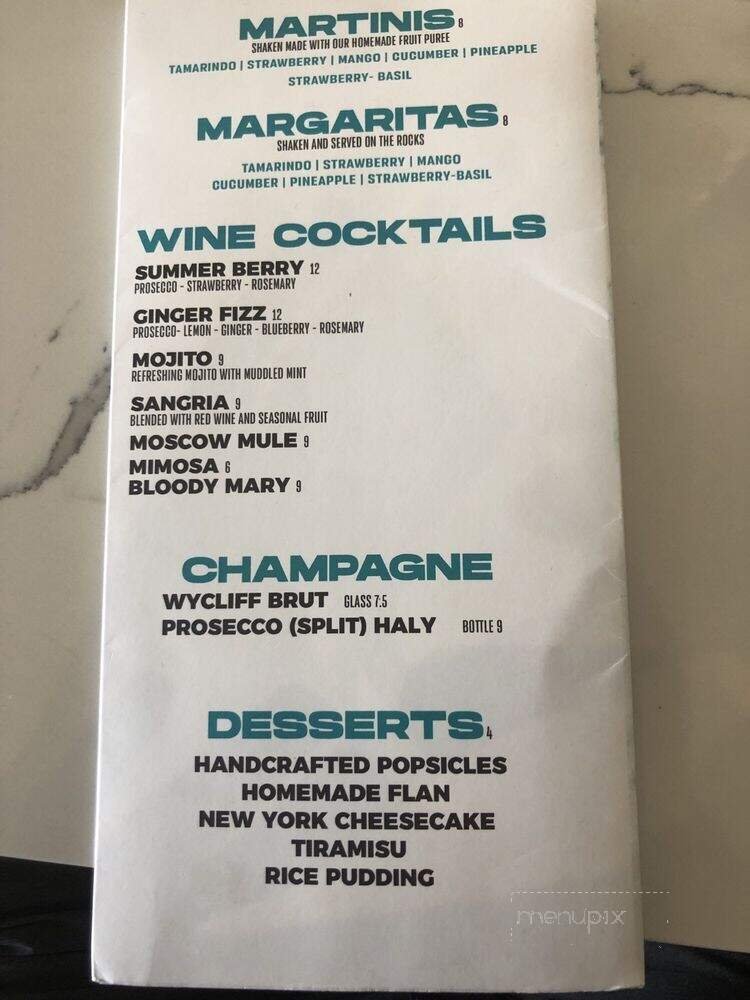 MARTINIS 8
SHAKEN MADE WITH OUR HOMEMADE FRUIT PUREE
TAMARINDO | STRAWBERRY | MANGO | CUCUMBER | PINEAPPLE
STRAWBERRY- BASIL
MARGARITAS 8
SHAKEN AND SERVED ON THE ROCKS
TAMARINDO | STRAWBERRY | MANGO
CUCUMBER | PINEAPPLE | STRAWBERRY-BASIL
WINE COCKTAILS
SUMMER BERRY 12
PROSECCO - STRAWBERRY - ROSEMARY
GINGER FIZZ 12
PROSECCO- LEMON - GINGER - BLUEBERRY - ROSEMARY
MOJITO 9
REFRESHING MOJITO WITH MUDDLED MINT
SANGRIA 9
BLENDED WITH RED WINE AND SEASONAL FRUIT
MOSCOW MULE 9
MIMOSA 6
BLOODY MARY 9
CHAMPAGNE
WYCLIFF BRUT GLASS 7.5
PROSECCO (SPLIT) HALY BOTTLE 9
DESSERTS 4
HANDCRAFTED POPSICLES
HOMEMADE FLAN
NEW YORK CHEESECAKE
TIRAMISU
RICE PUDDING
menupix